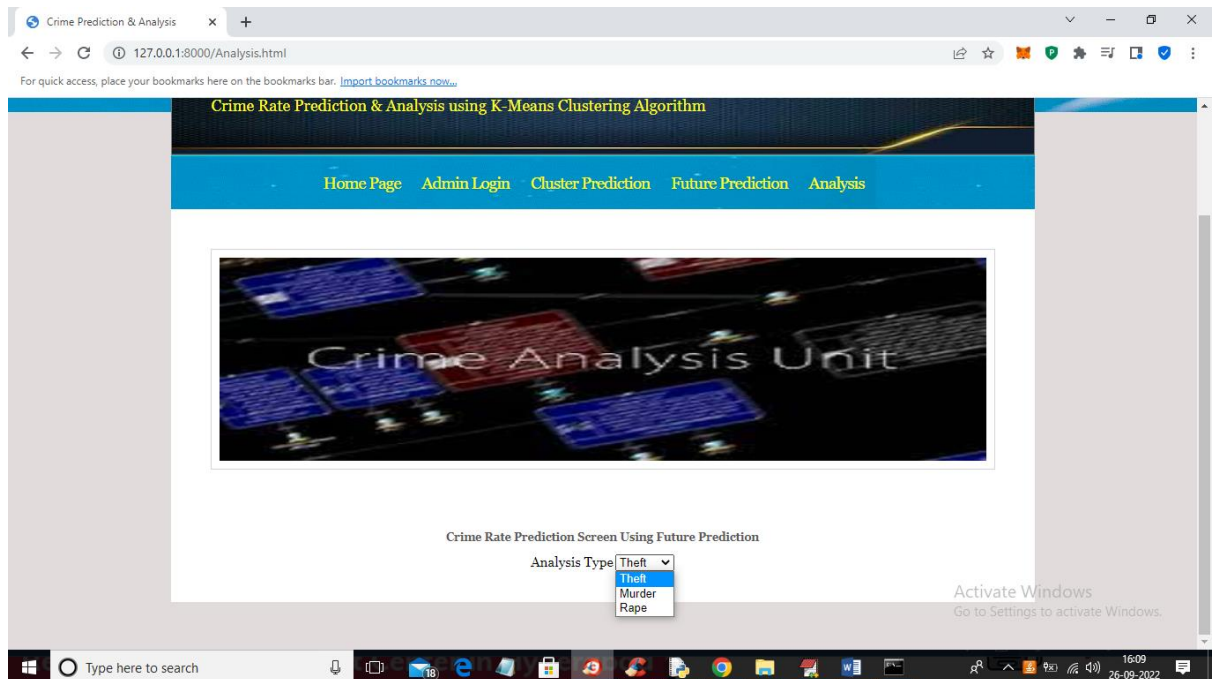 Crime Prediction & Analysis
127.0.0.1:8000/Analysis.html
For quick access, place your bookmarks here on the bookmarks bar. Import bookmarks now...
Crime Rate Prediction & Analysis using K-Means Clustering Algorithm
Home Page Admin Login Cluster Prediction Future Prediction Analysis
Crime Analysis Unit
Crime Rate Prediction Screen Using Future Prediction
Analysis Type Theft
Theft
Murder
Rape
Activate Windows
Go to Settings to activate Windows.
Type here to search
18
16:09
26-09-2022